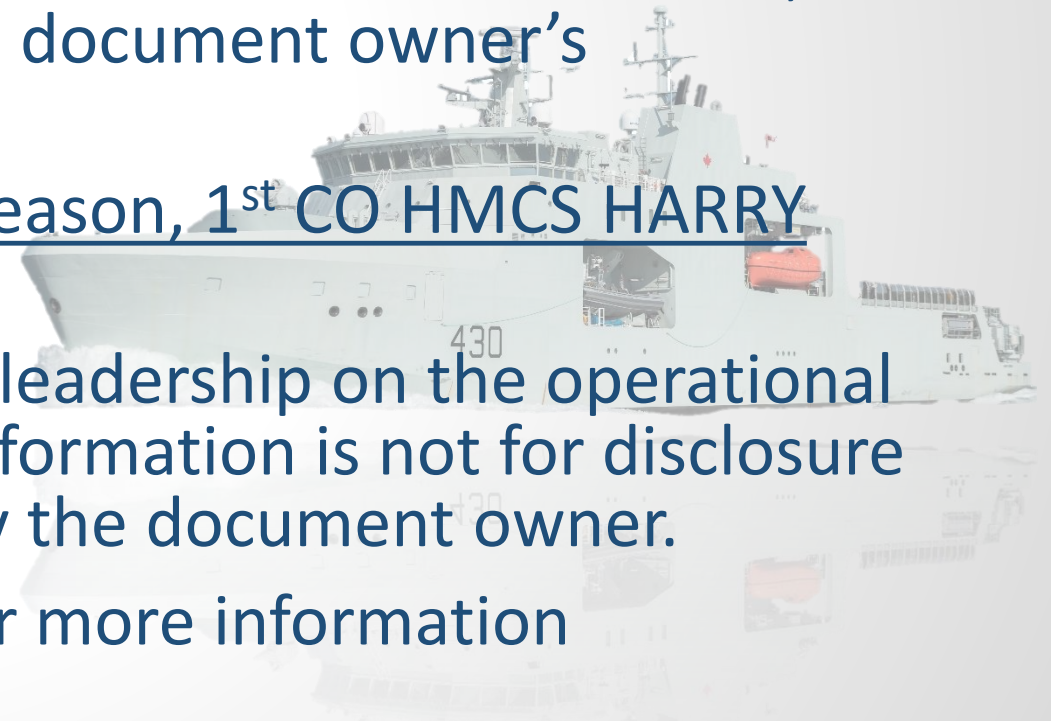 document owner's
eason, 1st CO HMCS HARRY
430
leadership on the operational
formation is not for disclosure
y the document owner.
430
r more information